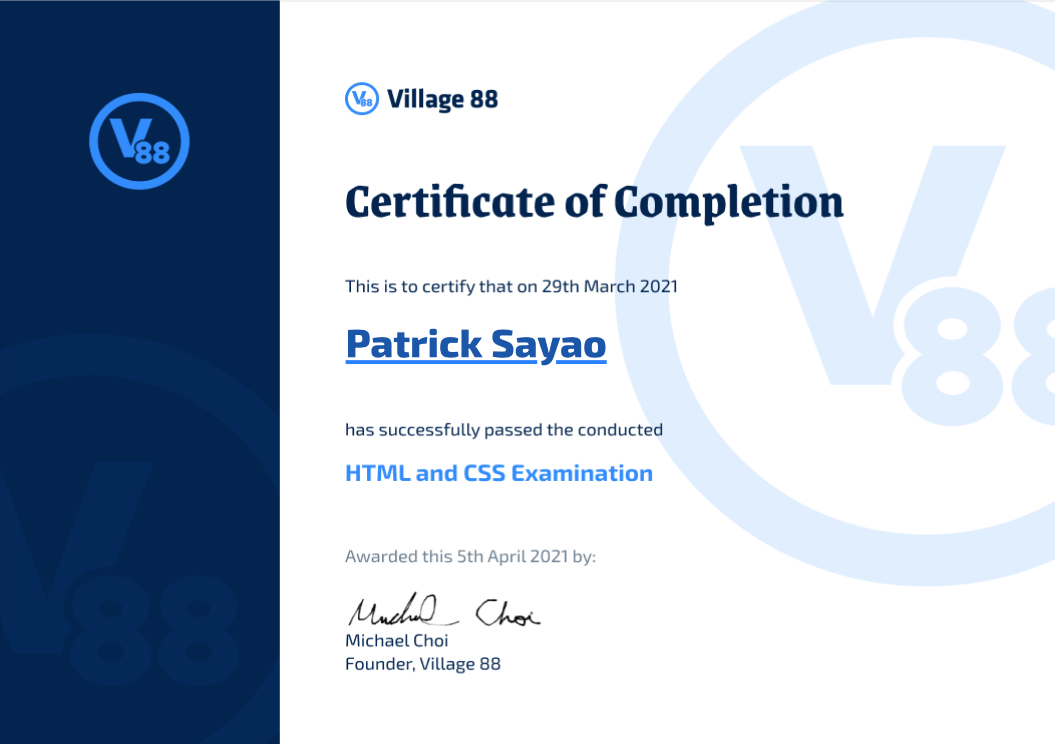 V88
V88 Village 88
Certificate of Completion
This is to certify that on 29th March 2021
Patrick Sayao
has successfully passed the conducted
HTML and CSS Examination
Awarded this 5th April 2021 by:
Michael Choi
Michael Choi
Founder, Village 88
V88
V88